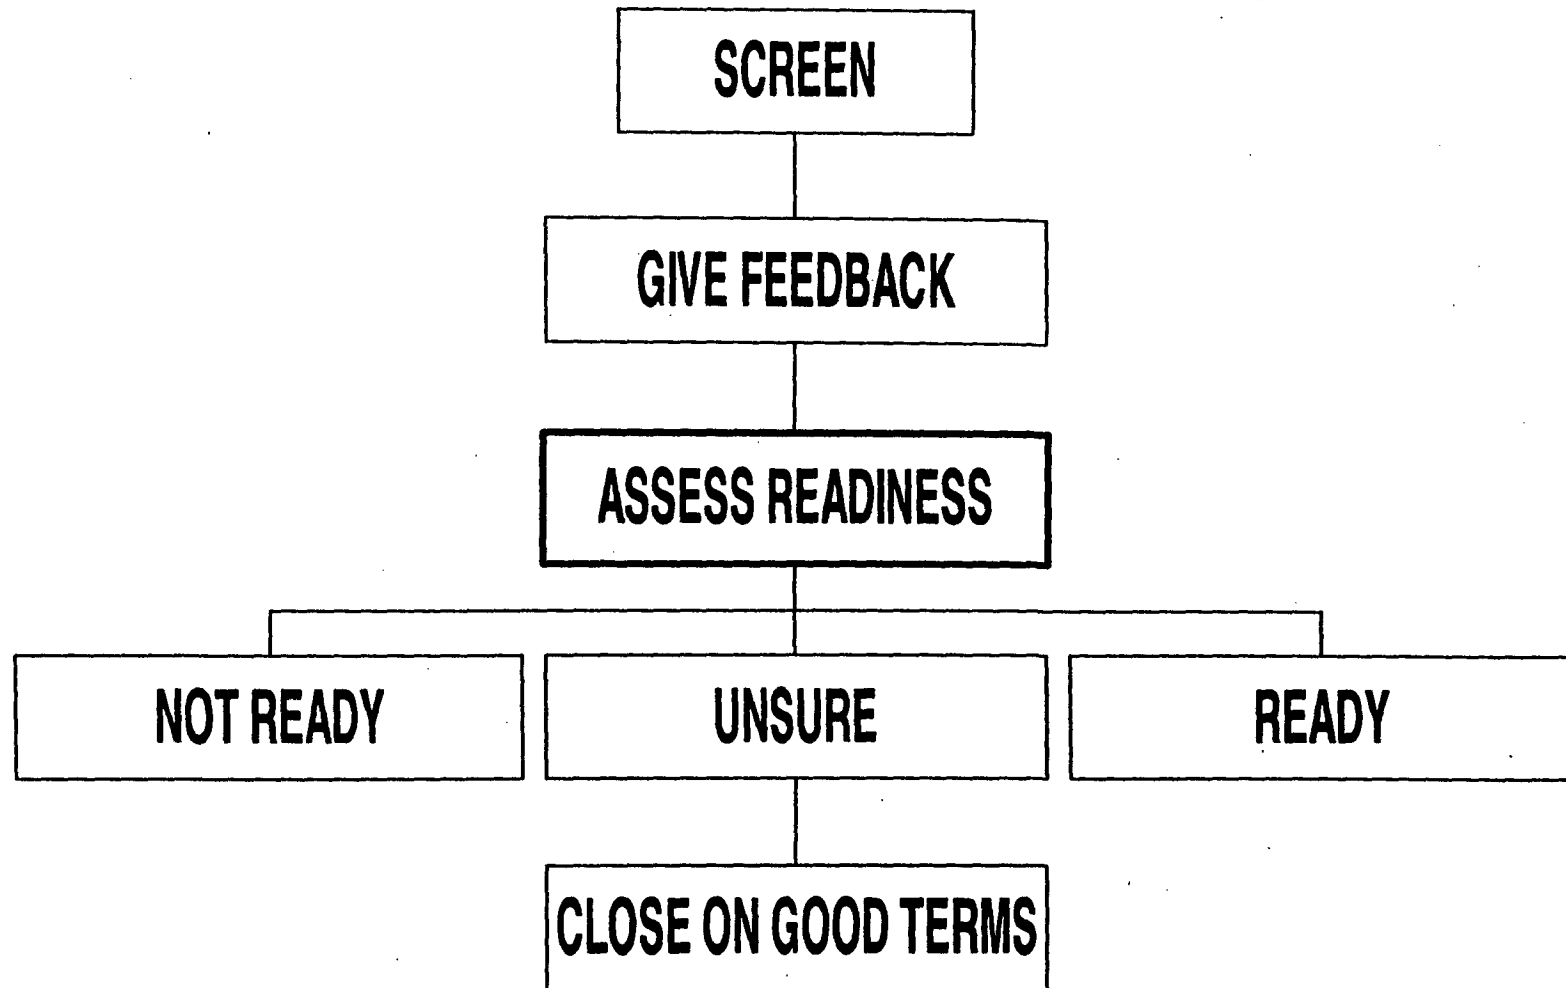 SCREEN
GIVE FEEDBACK
ASSESS READINESS
NOT READY
UNSURE
READY
CLOSE ON GOOD TERMS